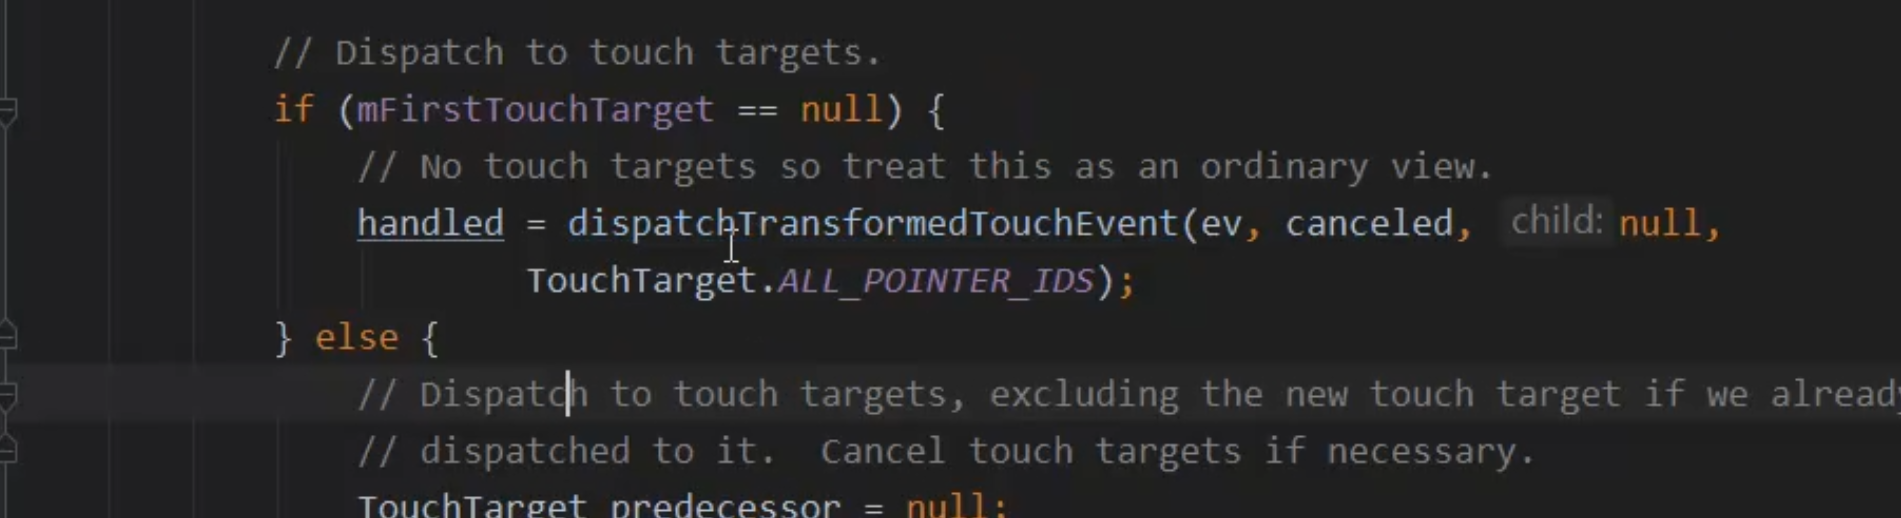 // Dispatch to touch targets.
if (mFirstTouchTarget == null) {
// No touch targets so treat this as an ordinary view.
handled = dispatchTransformedTouchEvent(ev, canceled, child: null,
TouchTarget.ALL_POINTER_IDS);
} else {
// Dispatch to touch targets, excluding the new touch target if we already
// dispatched to it.  Cancel touch targets if necessary.
TouchTarget predecessor = null;